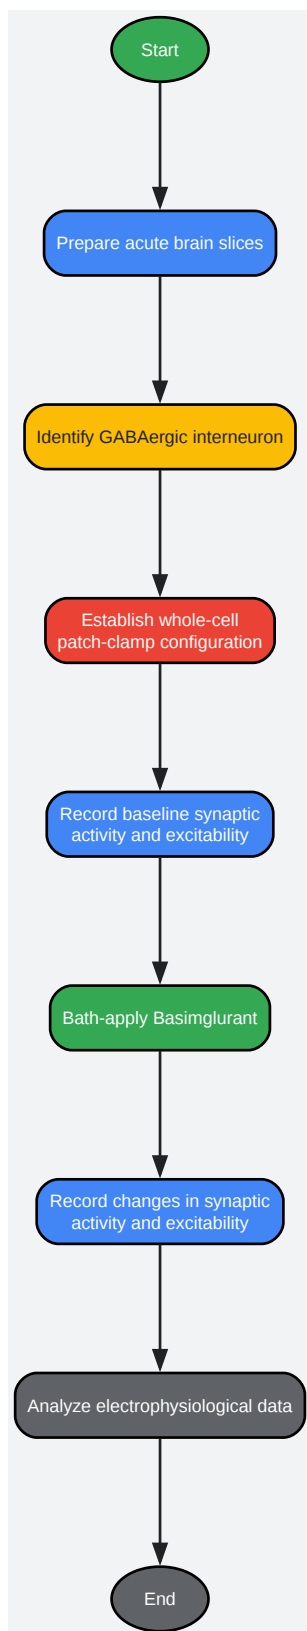 Start
Prepare acute brain slices
Identify GABAergic interneuron
Establish whole-cell
patch-clamp configuration
Record baseline synaptic
activity and excitability
Bath-apply Basimglurant
Record changes in synaptic
activity and excitability
Analyze electrophysiological data
End